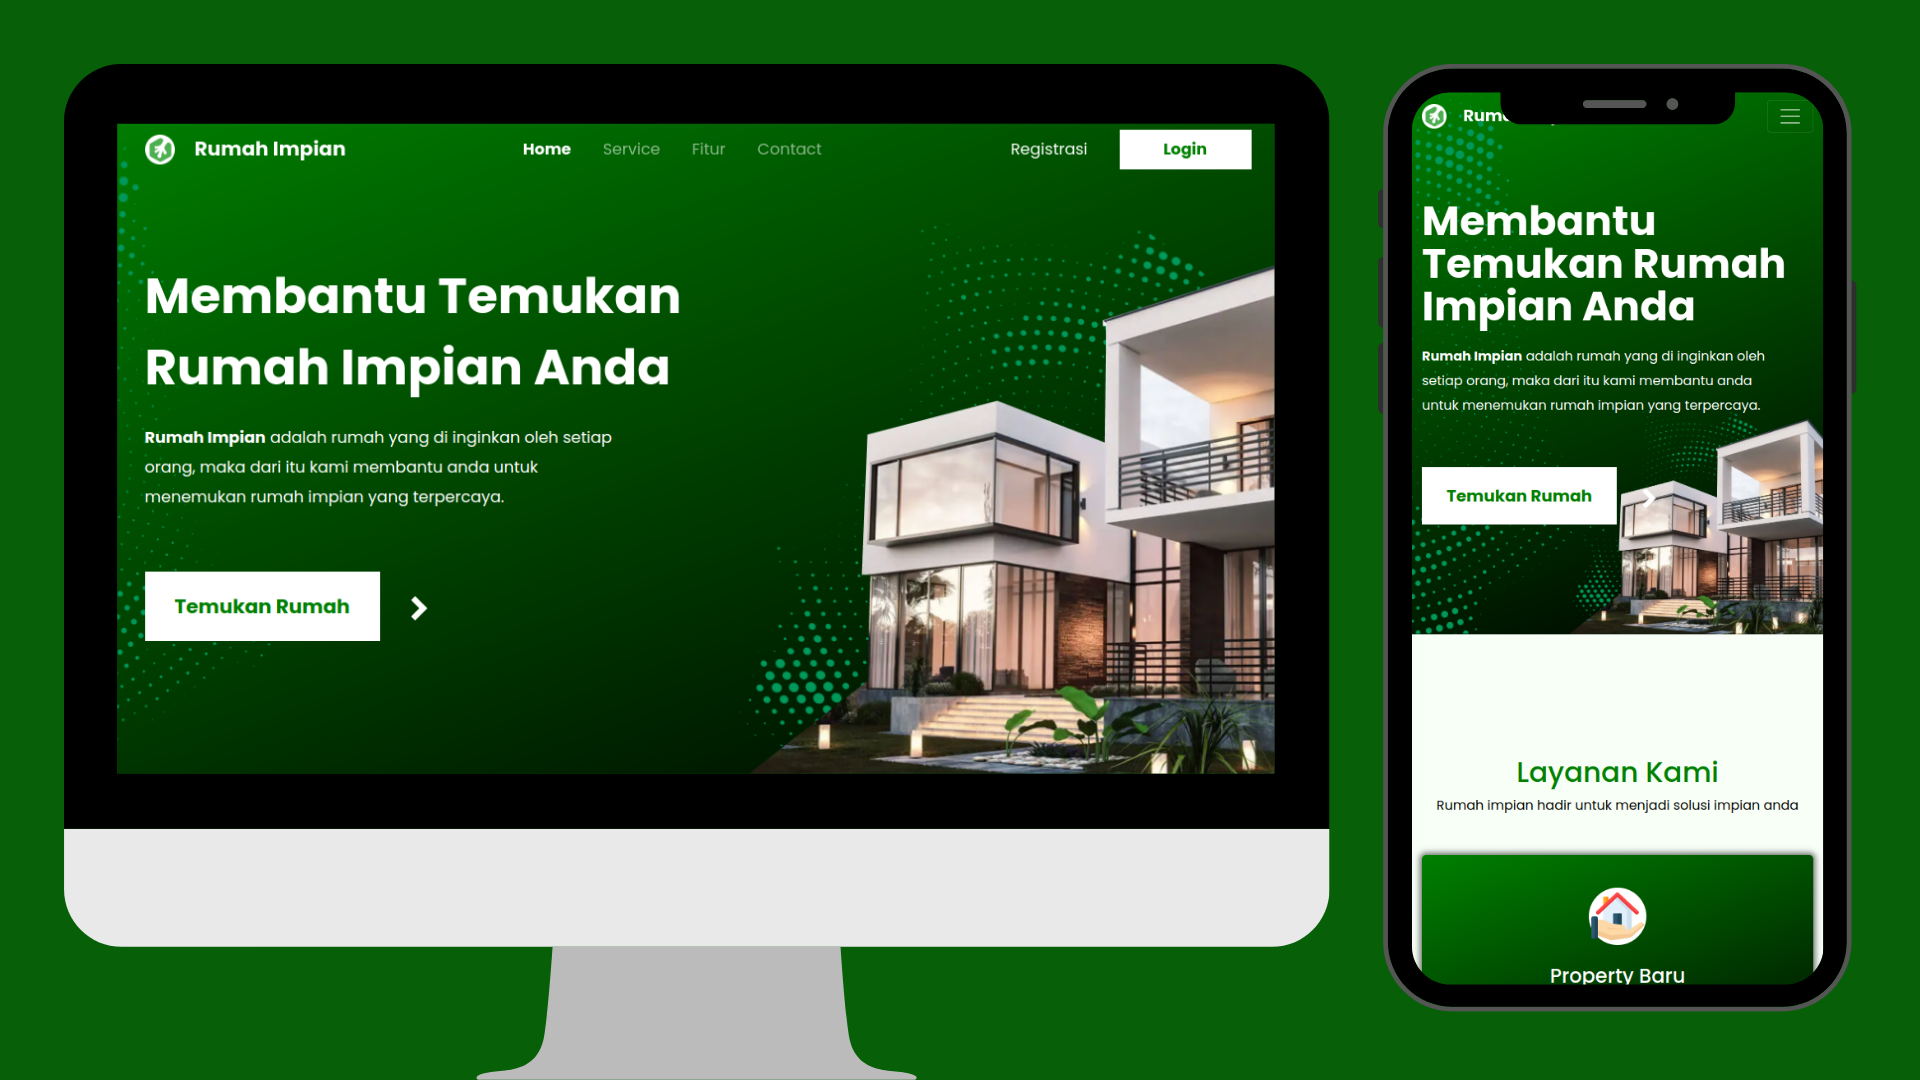 Rumah Impian
Home Service Fitur Contact
Registrasi
Login
Membantu Temukan
Rumah Impian Anda
Rumah Impian adalah rumah yang di inginkan oleh setiap
orang, maka dari itu kami membantu anda untuk
menemukan rumah impian yang terpercaya.
Temukan Rumah
Membantu
Temukan Rumah
Impian Anda
Rumah Impian adalah rumah yang di inginkan oleh
setiap orang, maka dari itu kami membantu anda
untuk menemukan rumah impian yang terpercaya.
Temukan Rumah
Layanan Kami
Rumah impian hadir untuk menjadi solusi impian anda
Property Baru